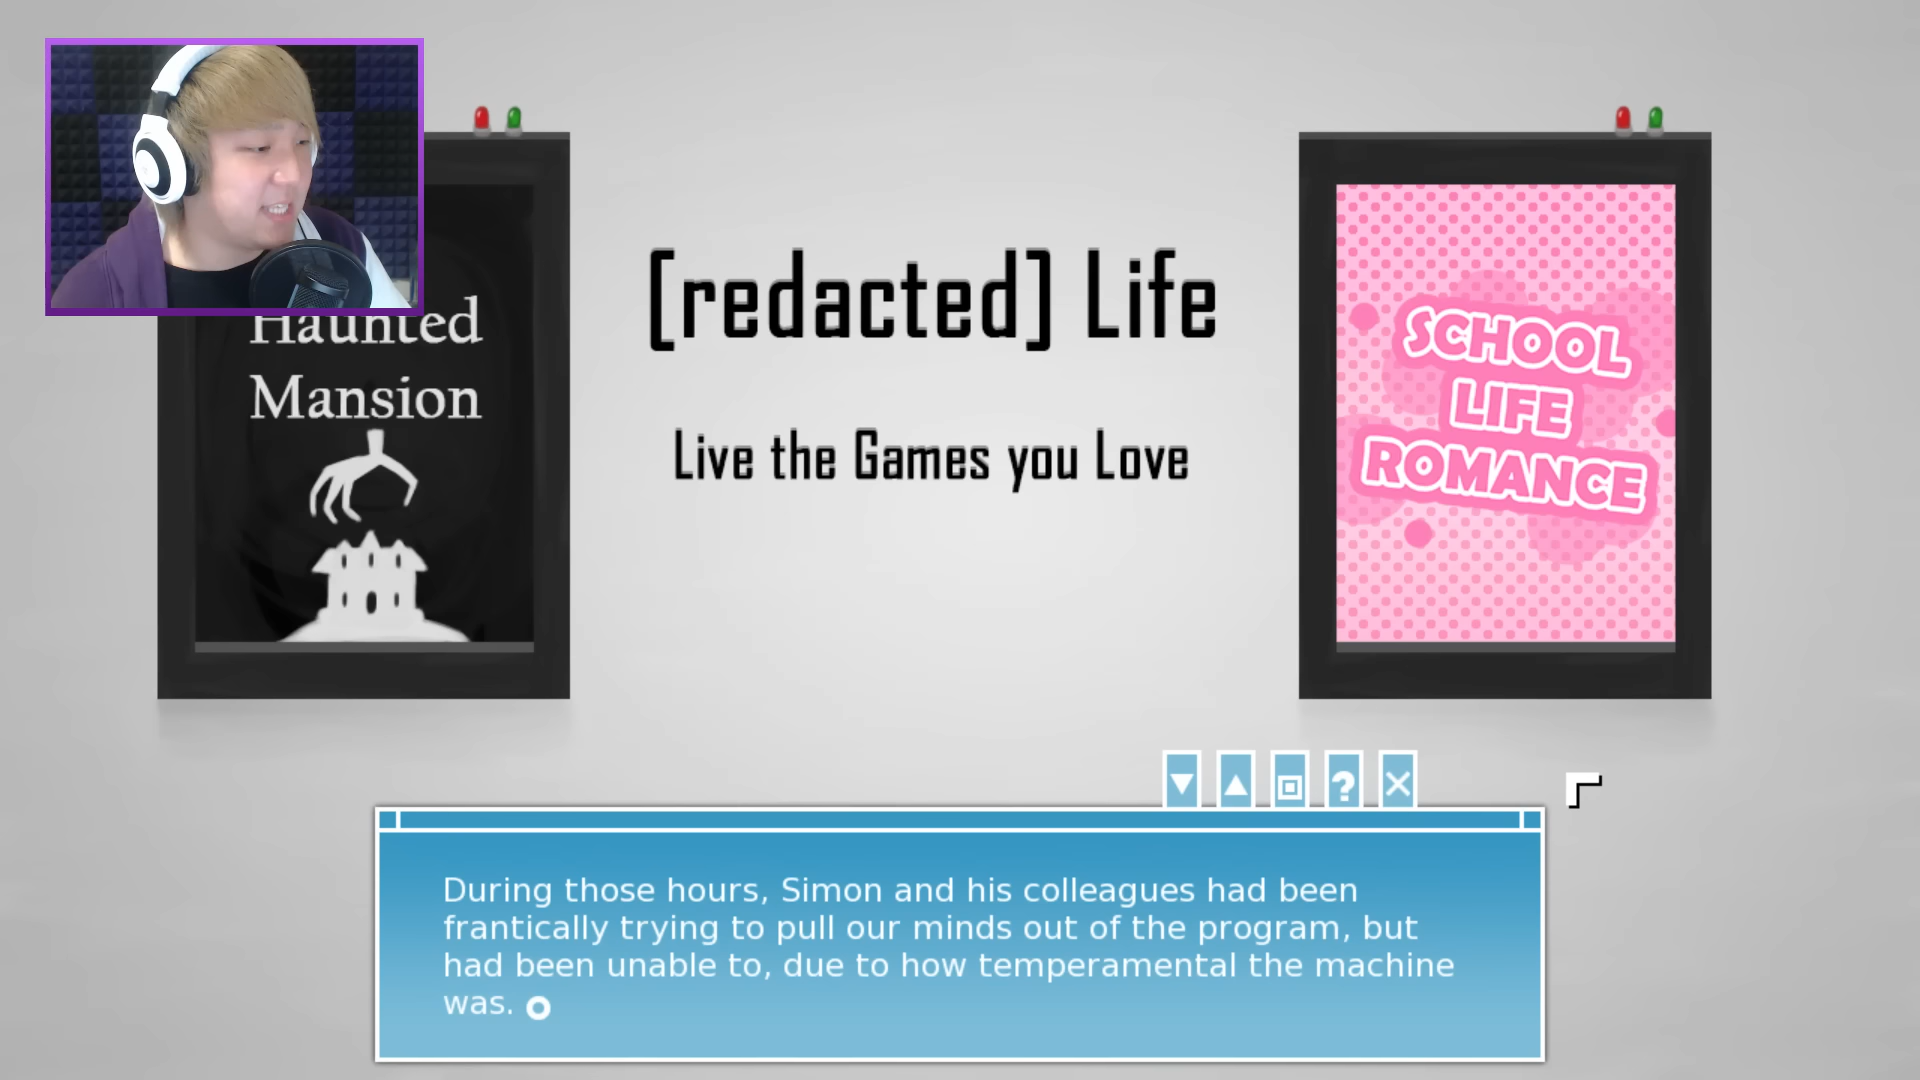 Haunted
Mansion
[redacted] Life
Live the Games you Love
SCHOOL
LIFE
ROMANCE
During those hours, Simon and his colleagues had been
frantically trying to pull our minds out of the program, but
had been unable to, due to how temperamental the machine
was.